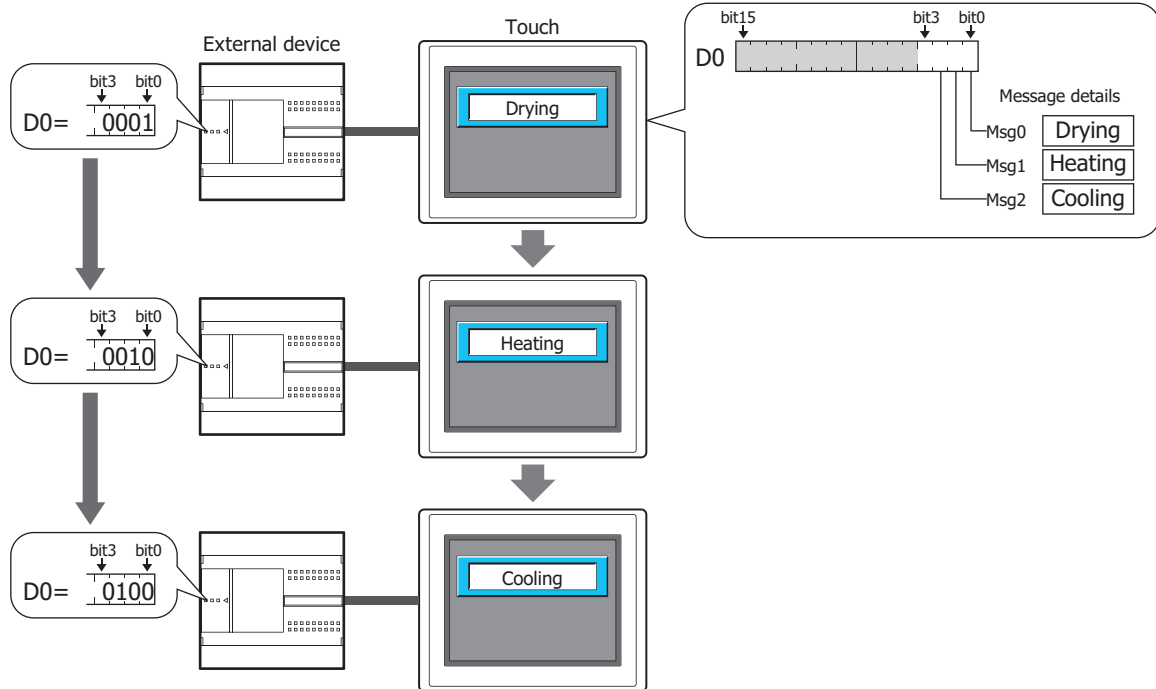 External device
Touch
bit15
bit3
bit0
D0
Message details
Msg0
Drying
Msg1
Heating
Msg2
Cooling
bit3
bit0
D0=
0001
Drying
bit3
bit0
D0=
0010
Heating
bit3
bit0
D0=
0100
Cooling